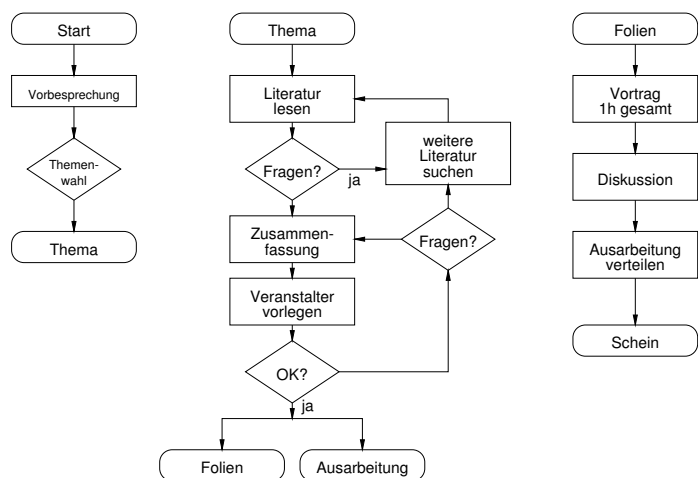 Start
Vorbesprechung
Themen-
wahl
Thema
Thema
Literatur
lesen
Fragen?
ja
weitere
Literatur
suchen
Zusammen-
fassung
Fragen?
Veranstalter
vorlegen
OK?
ja
Folien
Ausarbeitung
Folien
Vortrag
1h gesamt
Diskussion
Ausarbeitung
verteilen
Schein